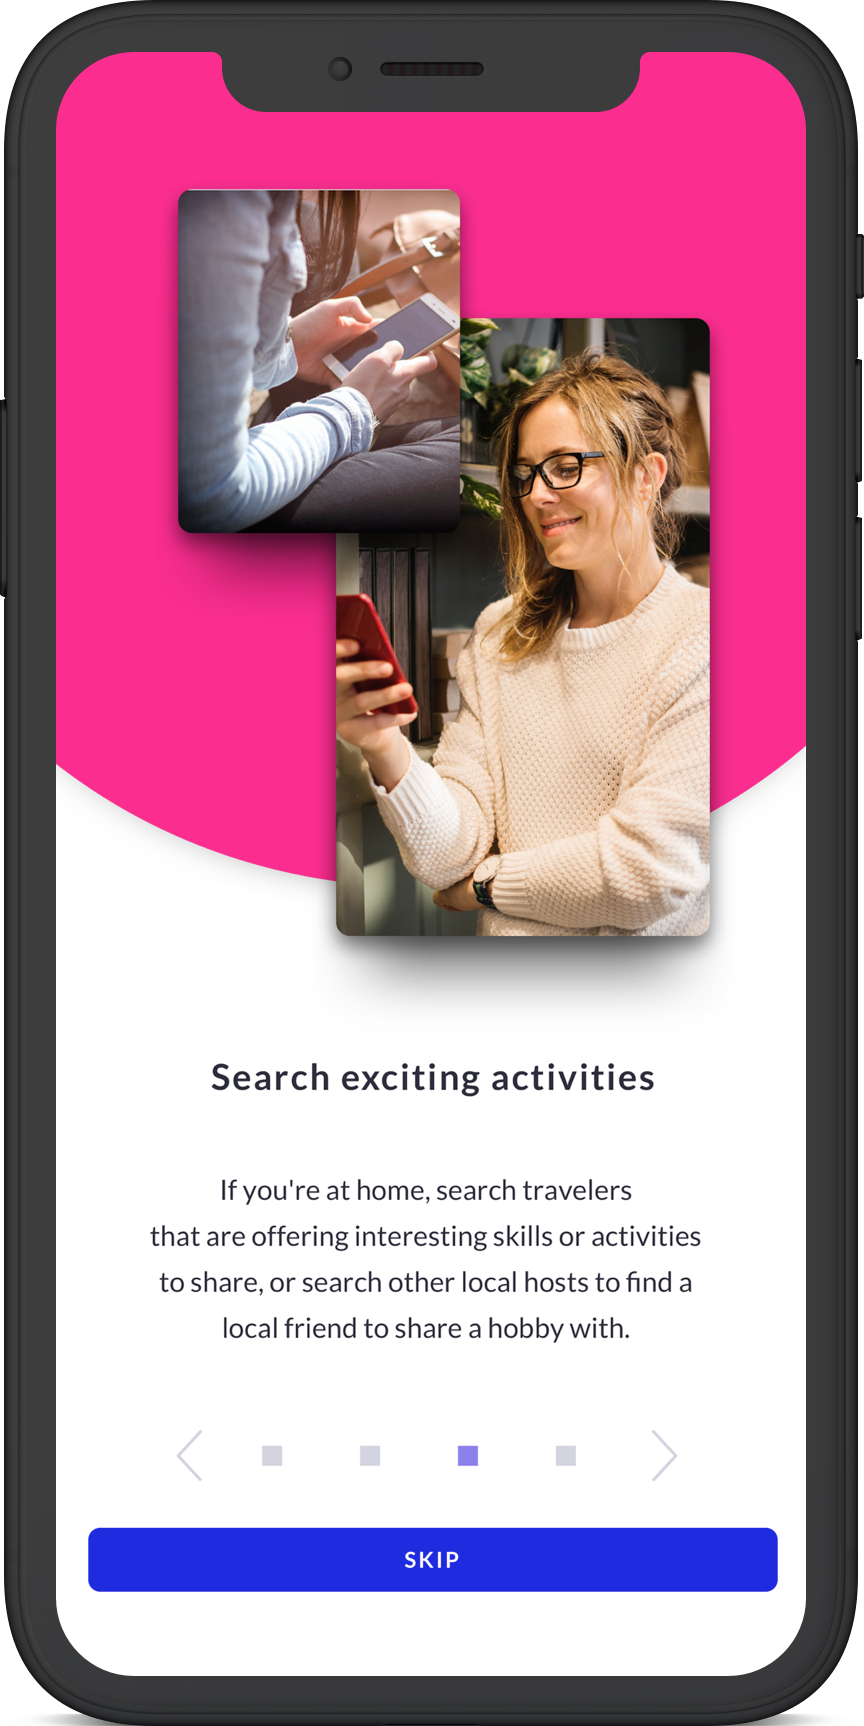 Search exciting activities
If you're at home, search travelers
that are offering interesting skills or activities
to share, or search other local hosts to find a
local friend to share a hobby with.
SKIP